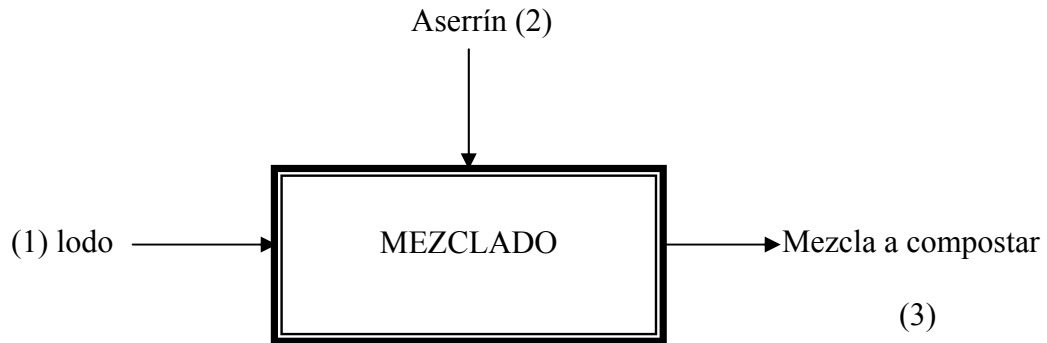 Aserrín (2)
(1) lodo
MEZCLADO
Mezcla a compostar
(3)